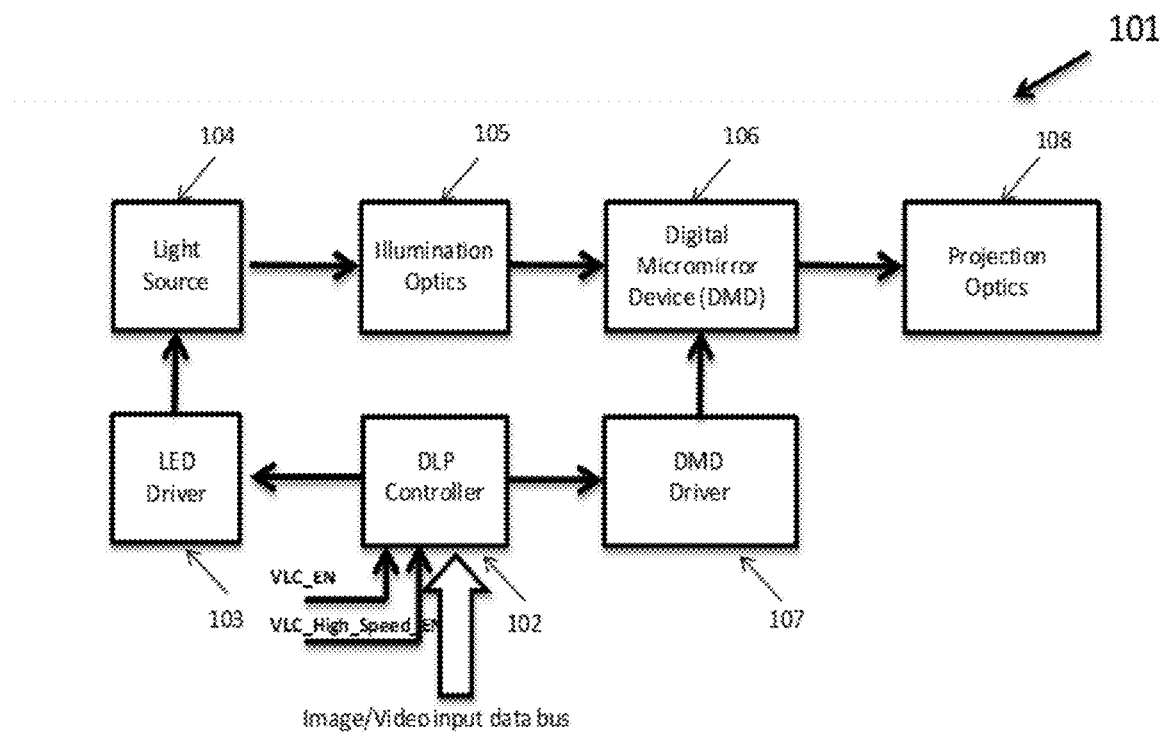 101
104
105
106
108
Light
Source
Illumination
Optics
Digital
Micromirror
Device (DMD)
Projection
Optics
LED
Driver
DLP
Controller
DMD
Driver
VLC_EN
103
VLC_High_Speed_EN
102
107
Image/Video input data bus